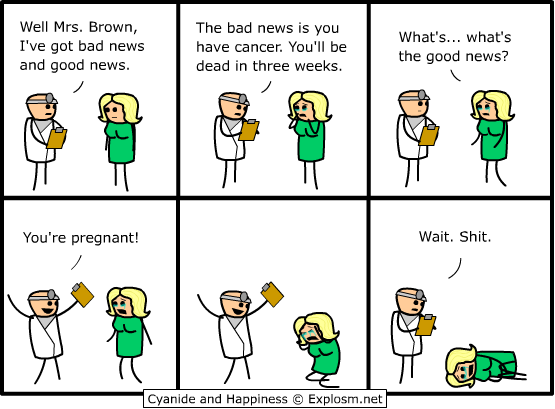 Well Mrs. Brown,
I've got bad news
and good news.
The bad news is you
have cancer. You'll be
dead in three weeks.
What's... what's
the good news?
You're pregnant!
Wait. Shit.
Cyanide and Happiness © Explosm.net